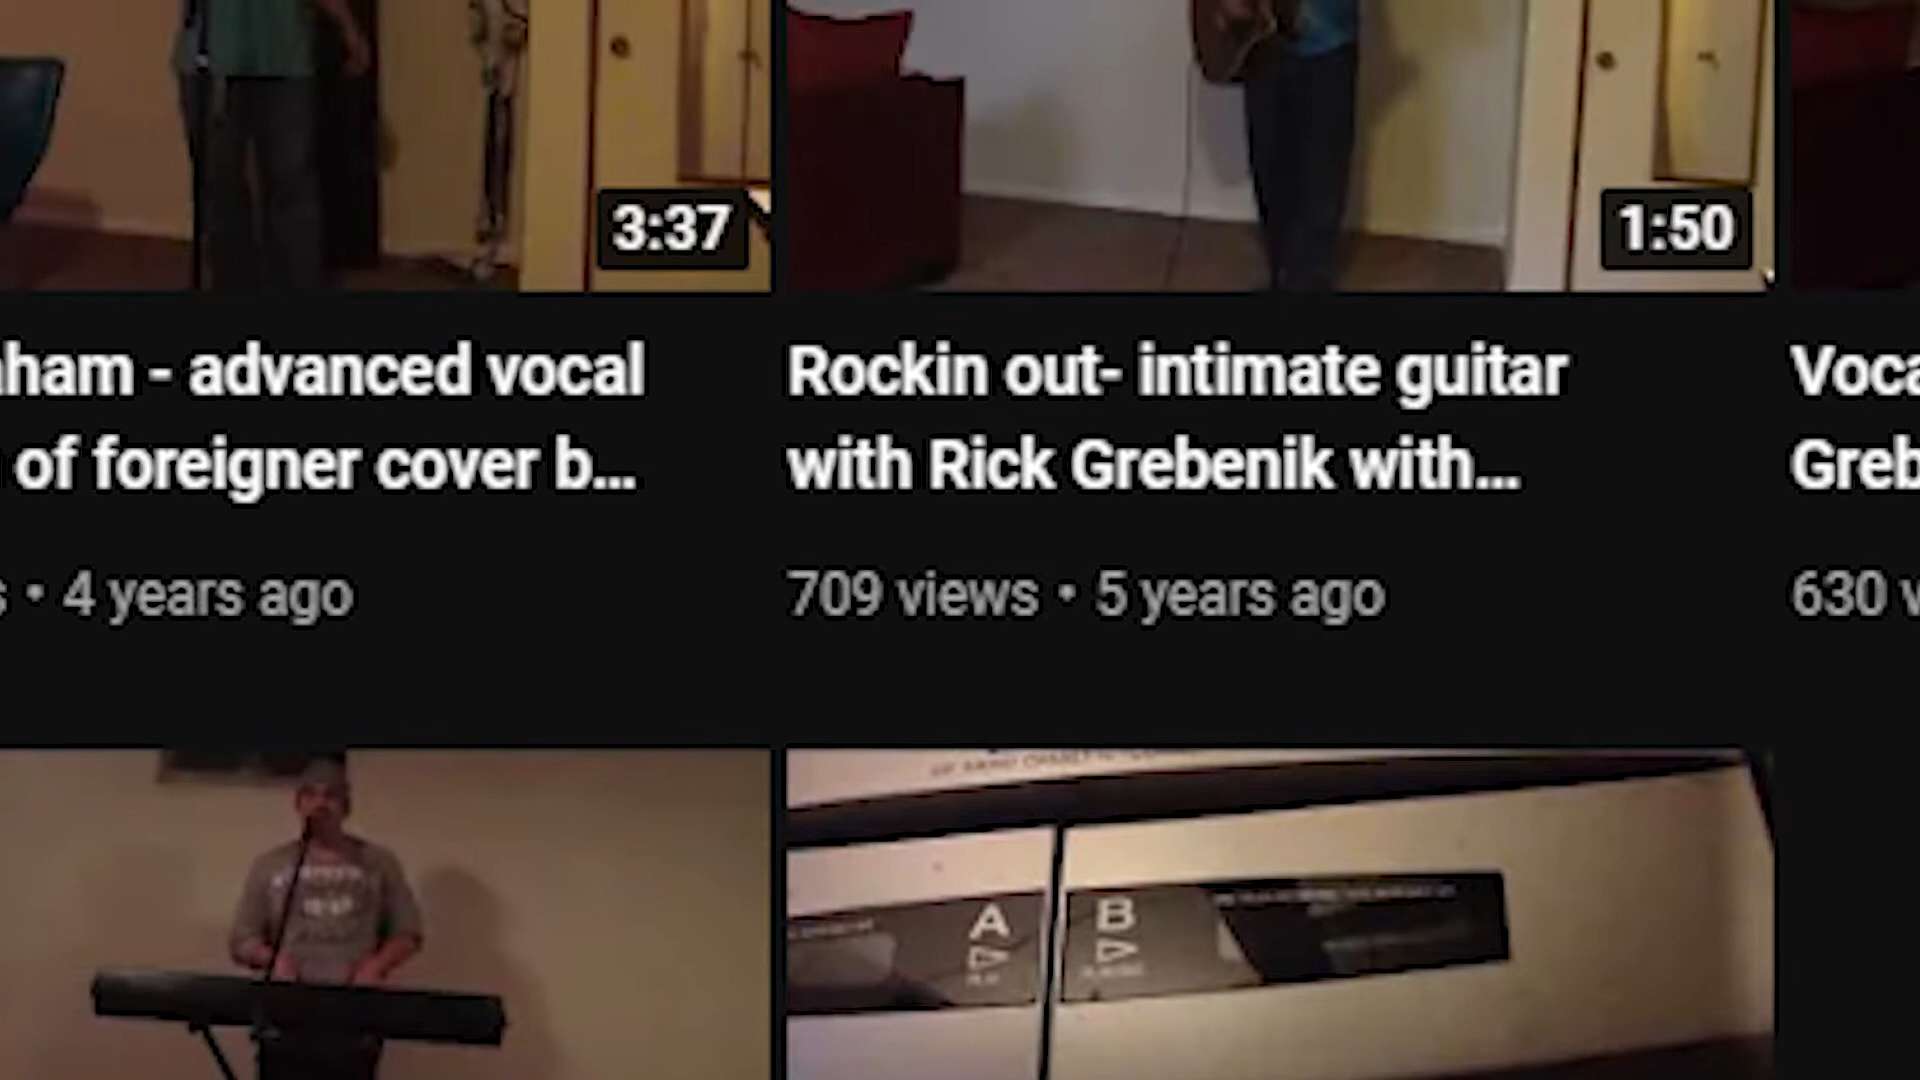 3:37
1:50
aham - advanced vocal
of foreigner cover b...
s • 4 years ago
Rockin out- intimate guitar
with Rick Grebenik with...
709 views • 5 years ago
Voca
Greb
630 v
A
B